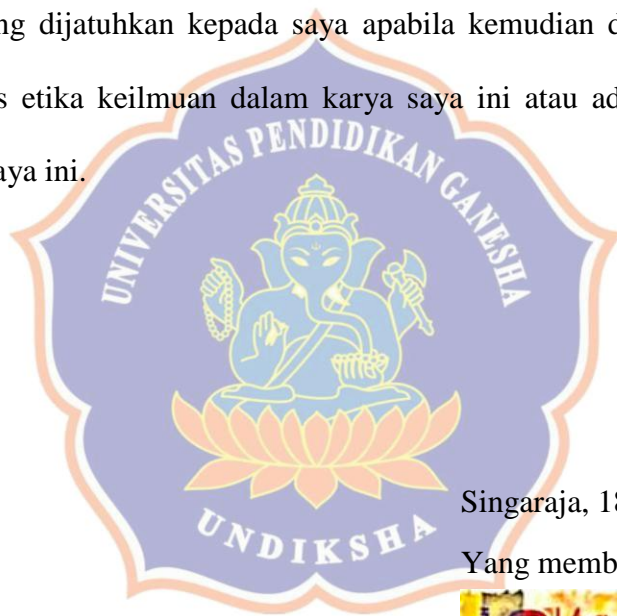 ng dijatuhkan kepada saya apabila kemudian d
s etika keilmuan dalam karya saya ini atau ad
aya ini.
UNIVERSITAS PENDIDIKAN GANESHA
UNDIKSHA
Singaraja, 18
Yang memb